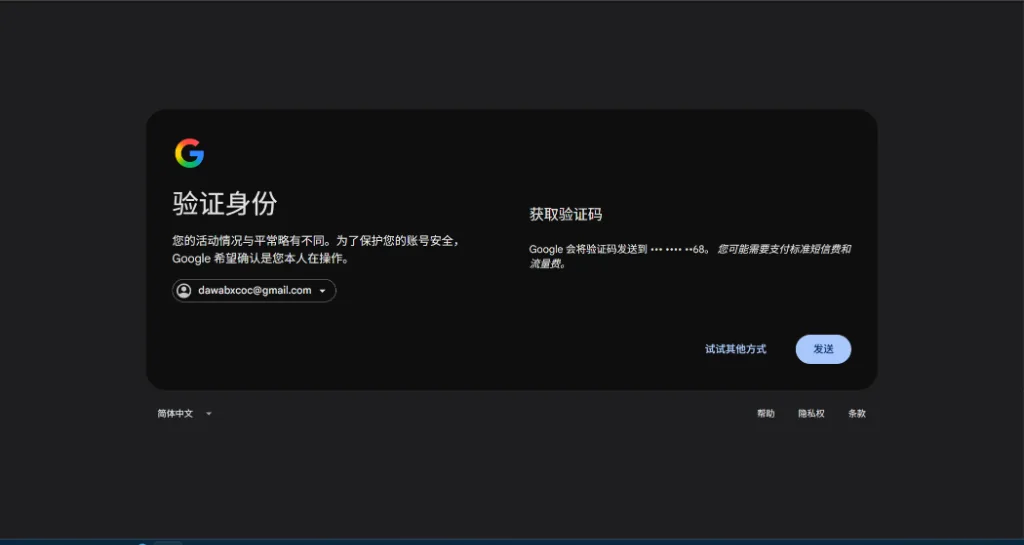 验证身份
您的活动情况与平常略有不同。为了保护您的账号安全，
Google 希望确认是您本人在操作。
dawabxcoc@gmail.com
获取验证码
Google 会将验证码发送到 ••• •••• ••68。 您可能需要支付标准短信费和
流量费。
试试其他方式
发送
简体中文
帮助
隐私权
条款